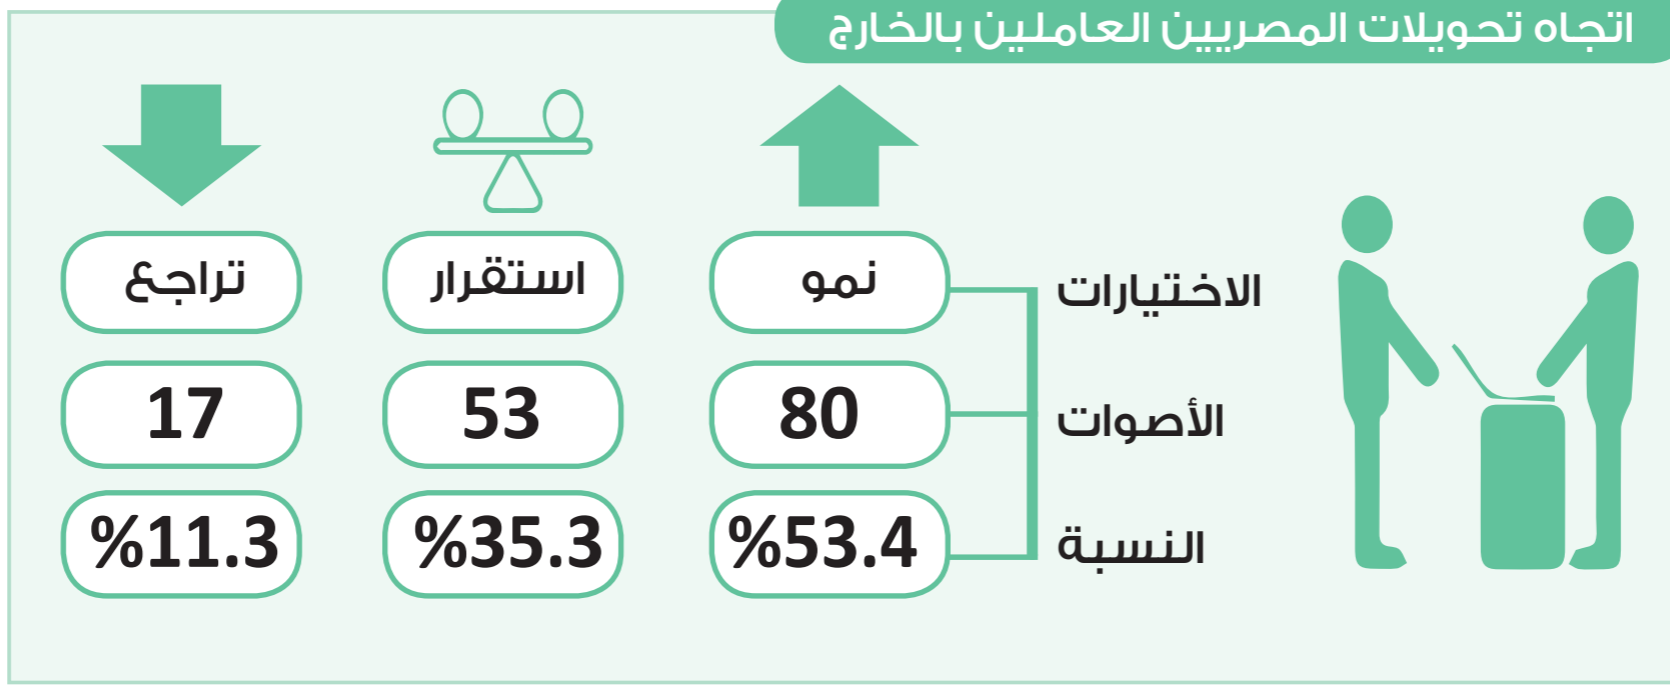 اتجاه تحويلات المصريين العاملين بالخارج
الاختيارات نمو استقرار تراجع
الأصوات 80 53 17
النسبة %53.4 %35.3 %11.3